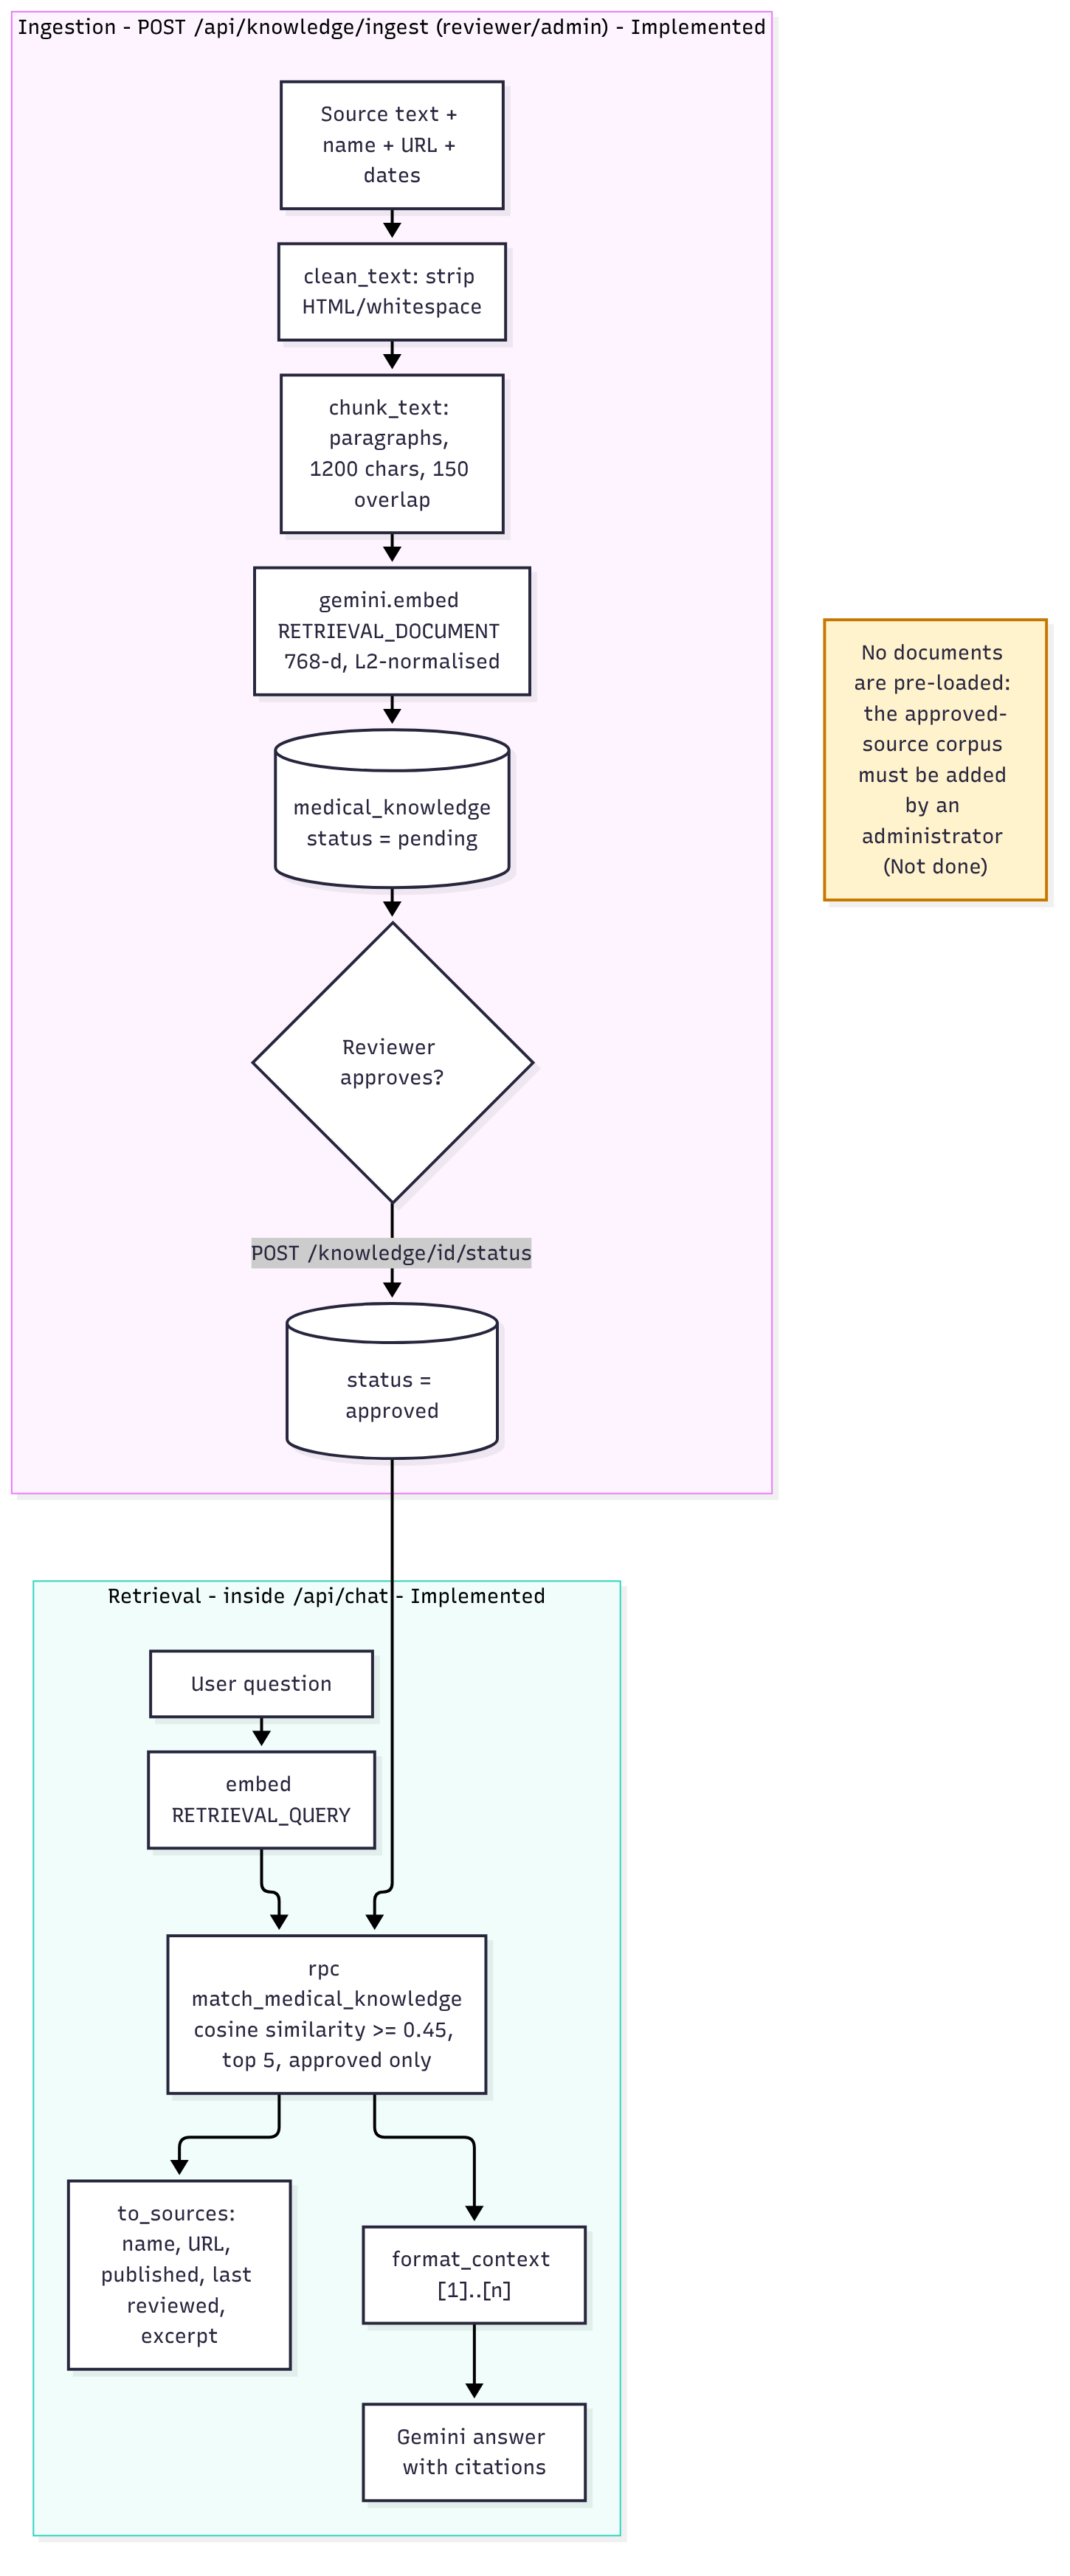 Ingestion - POST /api/knowledge/ingest (reviewer/admin) - Implemented
Source text +
name + URL +
dates
clean_text: strip
HTML/whitespace
chunk_text:
paragraphs,
1200 chars, 150
overlap
gemini.embed
RETRIEVAL_DOCUMENT
768-d, L2-normalised
medical_knowledge
status = pending
Reviewer
approves?
POST /knowledge/id/status
status =
approved
No documents
are pre-loaded:
the approved-
source corpus
must be added
by an
administrator
(Not done)
Retrieval - inside /api/chat - Implemented
User question
embed
RETRIEVAL_QUERY
rpc
match_medical_knowledge
cosine similarity >= 0.45,
top 5, approved only
to_sources:
name, URL,
published, last
reviewed,
excerpt
format_context
[1]..[n]
Gemini answer
with citations